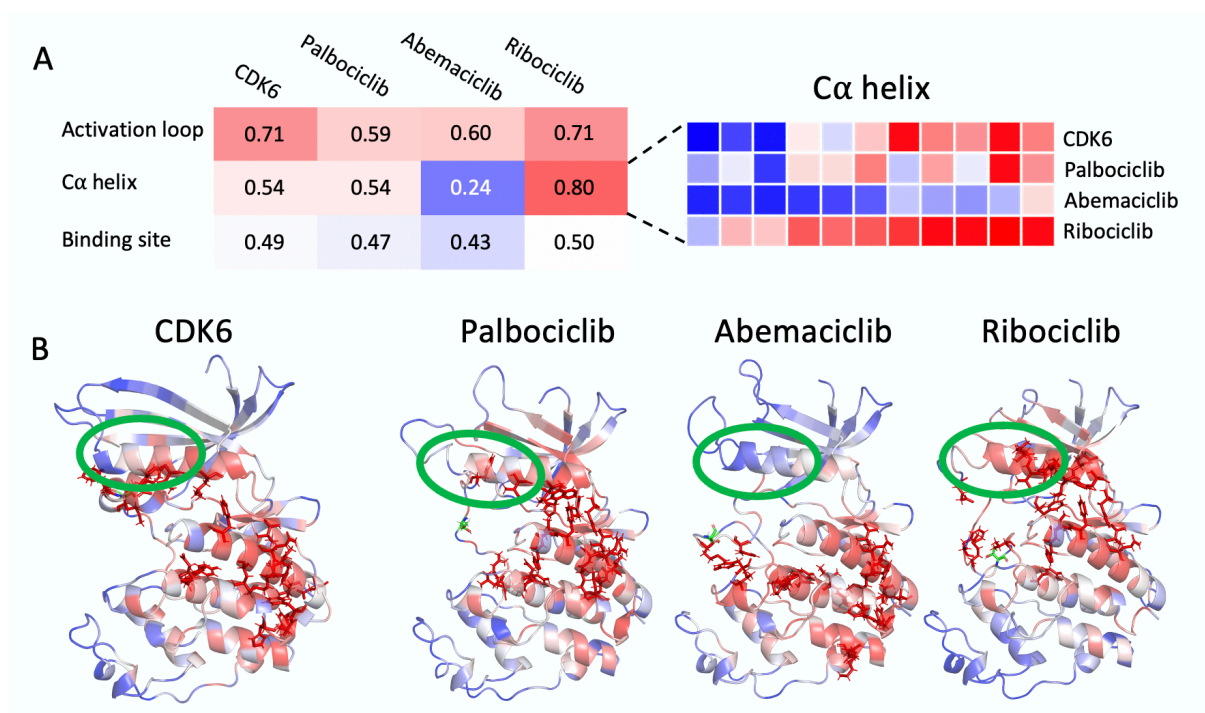 A
CDK6
Palbociclib
Abemaciclib
Ribociclib
Activation loop 0.71 0.59 0.60 0.71
Cα helix 0.54 0.54 0.24 0.80
Binding site 0.49 0.47 0.43 0.50
Cα helix
CDK6
Palbociclib
Abemaciclib
Ribociclib
B
CDK6 Palbociclib Abemaciclib Ribociclib